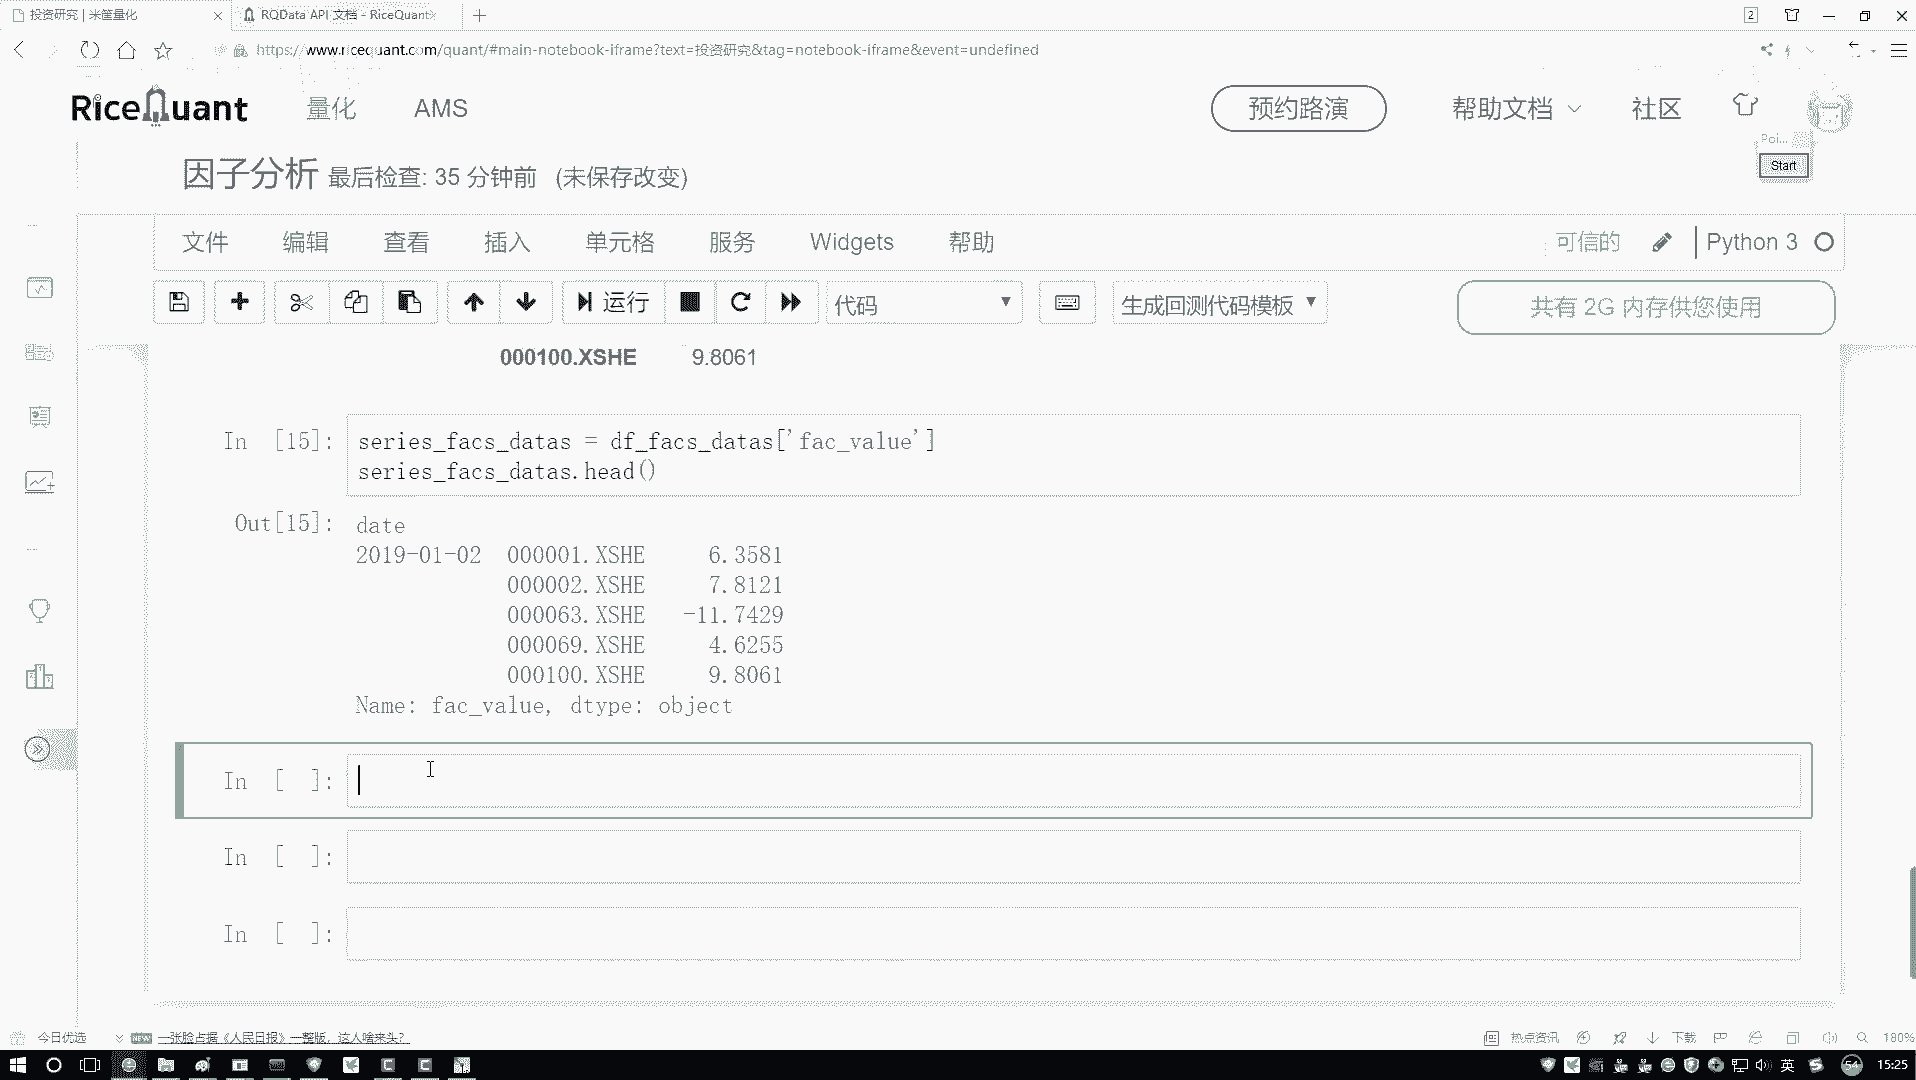 投资研究 | 米筐量化
RQData API 文档 - RiceQuant
2
https://www.ricequant.com/quant/#main-notebook-iframe?text=投资研究&tag=notebook-iframe&event=undefined
RiceQuant 量化 AMS 预约路演 帮助文档 社区
Poi...
Start
因子分析 最后检查: 35 分钟前 (未保存改变)
文件 编辑 查看 插入 单元格 服务 Widgets 帮助 可信的 Python 3
运行 代码 生成回测代码模板 共有 2G 内存供您使用
000100.XSHE 9.8061
In [15]: series_facs_datas = df_facs_datas['fac_value']
series_facs_datas.head()
Out[15]: date
2019-01-02 000001.XSHE 6.3581
000002.XSHE 7.8121
000063.XSHE -11.7429
000069.XSHE 4.6255
000100.XSHE 9.8061
Name: fac_value, dtype: object
In [ ]:
In [ ]:
In [ ]:
今日优选 NEW 一张脸占据《人民日报》一整版，这人啥来头？ 热点资讯 下载 180%
英 54 15:25